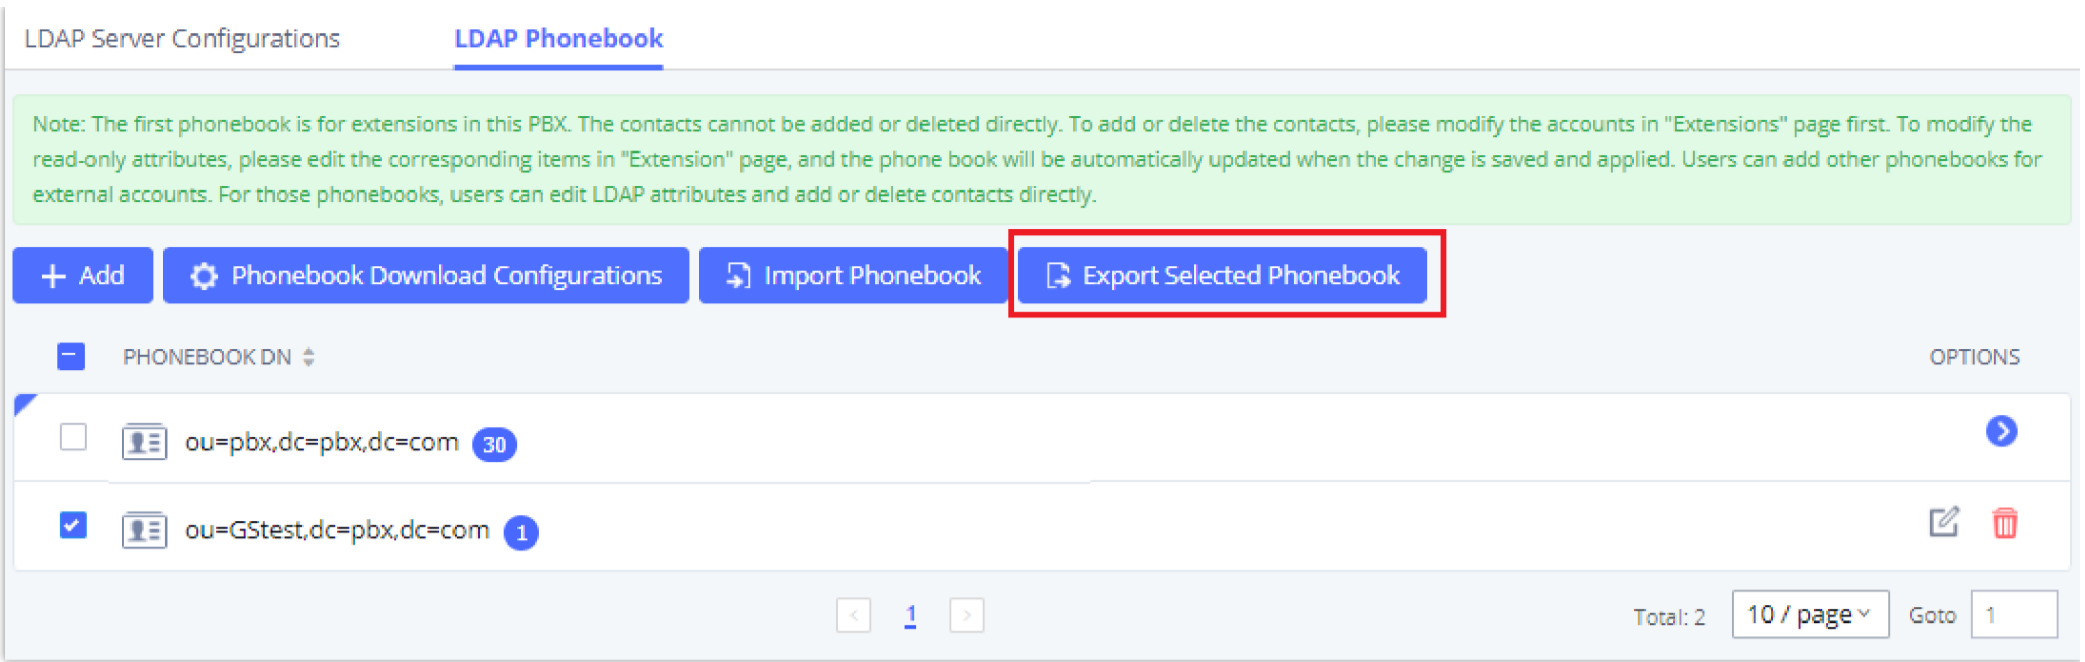 LDAP Server Configurations LDAP Phonebook
Note: The first phonebook is for extensions in this PBX. The contacts cannot be added or deleted directly. To add or delete the contacts, please modify the accounts in "Extensions" page first. To modify the
read-only attributes, please edit the corresponding items in "Extension" page, and the phone book will be automatically updated when the change is saved and applied. Users can add other phonebooks for
external accounts. For those phonebooks, users can edit LDAP attributes and add or delete contacts directly.
+ Add Phonebook Download Configurations Import Phonebook Export Selected Phonebook
PHONEBOOK DN OPTIONS
ou=pbx,dc=pbx,dc=com 30
ou=GStest,dc=pbx,dc=com 1
< 1 > Total: 2 10 / page Goto 1